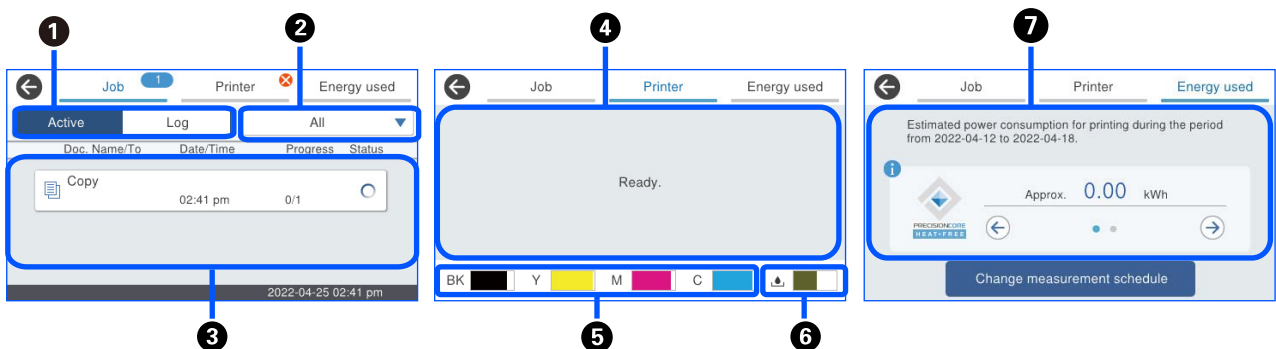 1
2
4
7
Job 1 Printer Energy used
Active Log All
Doc. Name/To Date/Time Progress Status
Copy
02:41 pm 0/1
2022-04-25 02:41 pm
3
Job Printer Energy used
Ready.
BK Y M C
5
6
Job Printer Energy used
Estimated power consumption for printing during the period
from 2022-04-12 to 2022-04-18.
i
Approx. 0.00 kWh
PRECISIONCORE
HEAT-FREE
Change measurement schedule